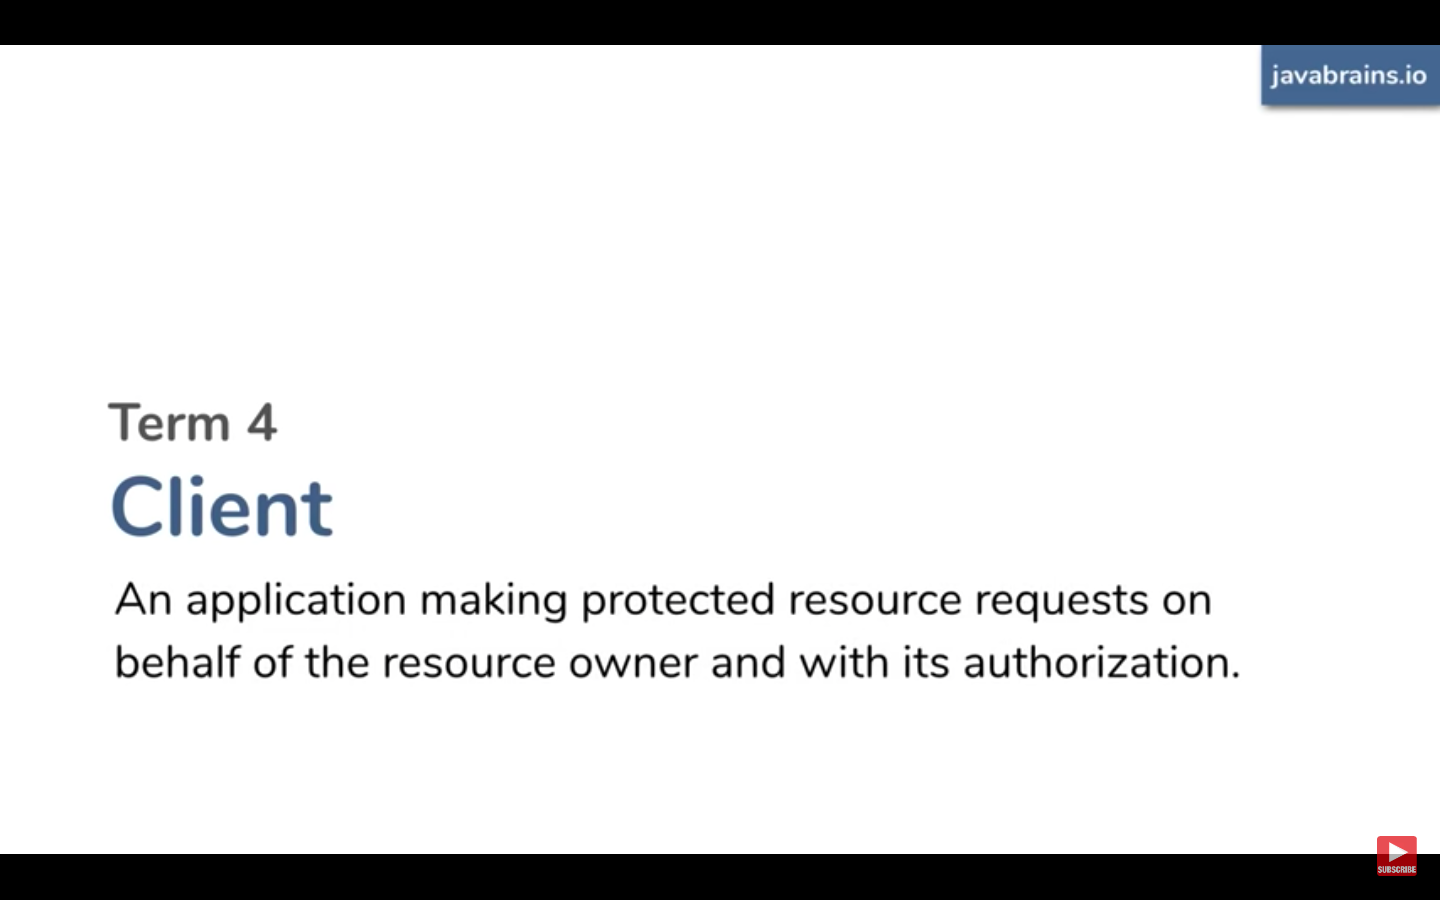 javabrains.io
Term 4
Client
An application making protected resource requests on
behalf of the resource owner and with its authorization.
SUBSCRIBE